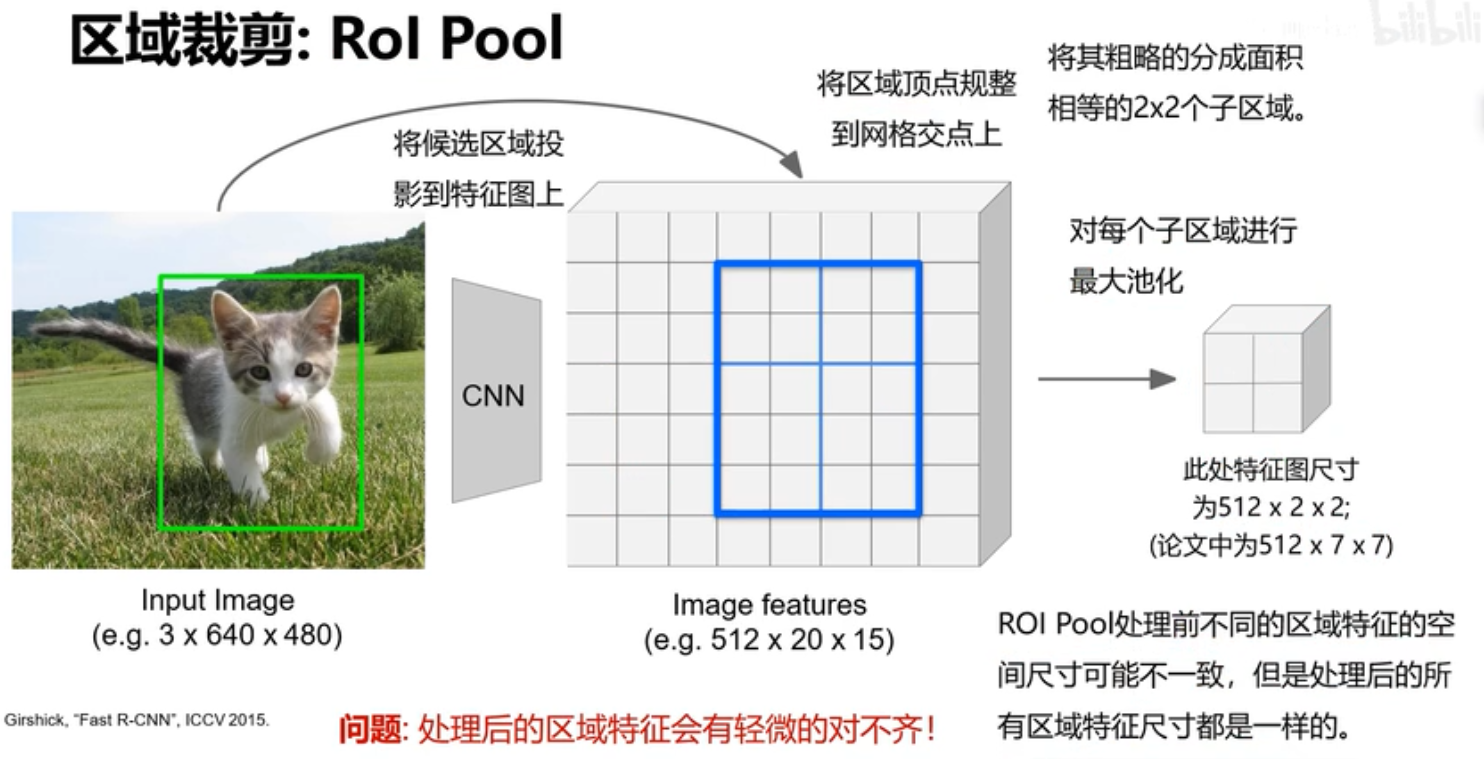 区域裁剪: RoI Pool
bilibili
将其粗略的分成面积
相等的2x2个子区域。
将区域顶点规整
到网格交点上
将候选区域投
影到特征图上
对每个子区域进行
最大池化
CNN
此处特征图尺寸
为512 x 2 x 2;
(论文中为512 x 7 x 7)
Input Image
(e.g. 3 x 640 x 480)
Image features
(e.g. 512 x 20 x 15)
ROI Pool处理前不同的区域特征的空
间尺寸可能不一致，但是处理后的所
有区域特征尺寸都是一样的。
Girshick, “Fast R-CNN”, ICCV 2015.
问题: 处理后的区域特征会有轻微的对不齐！